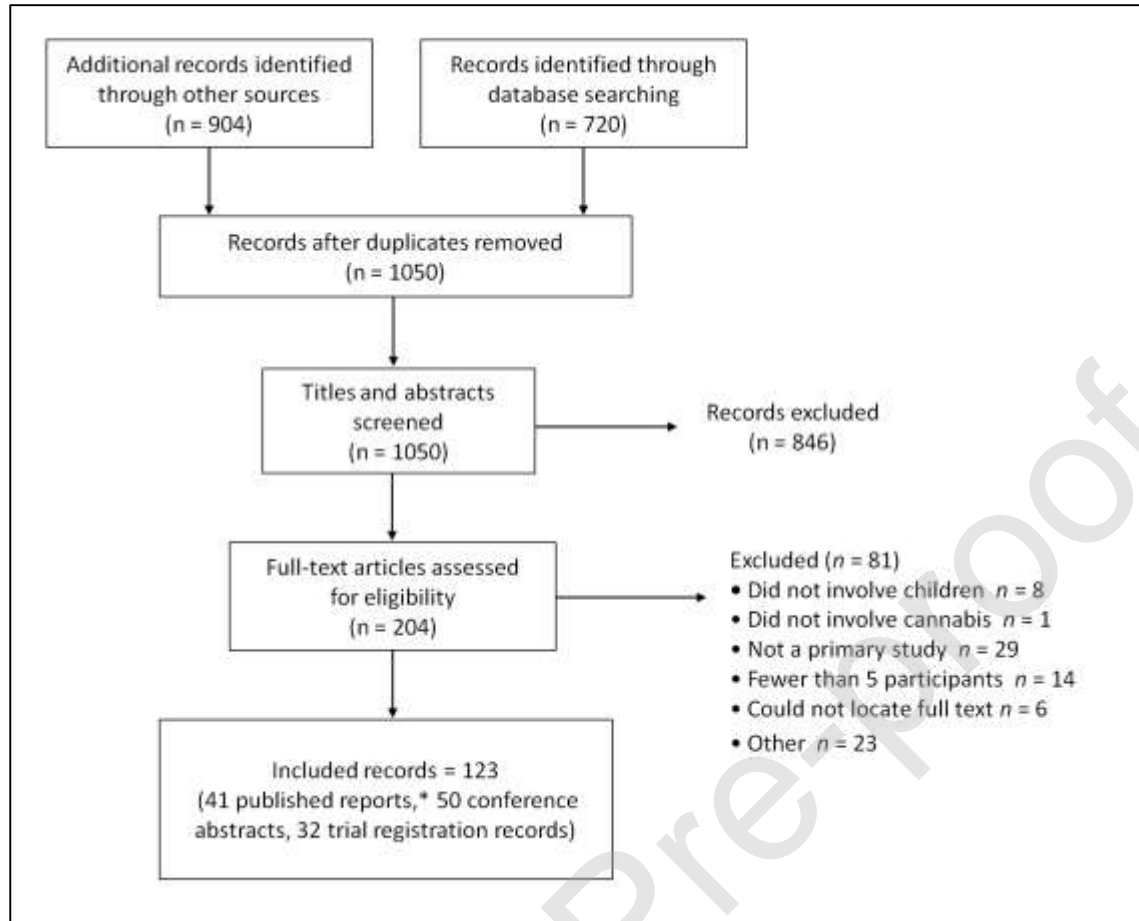 Additional records identified
through other sources
(n = 904)
Records identified through
database searching
(n = 720)
Records after duplicates removed
(n = 1050)
Titles and abstracts
screened
(n = 1050)
Records excluded
(n = 846)
Full-text articles assessed
for eligibility
(n = 204)
Excluded (n = 81)
• Did not involve children n = 8
• Did not involve cannabis n = 1
• Not a primary study n = 29
• Fewer than 5 participants n = 14
• Could not locate full text n = 6
• Other n = 23
Included records = 123
(41 published reports,* 50 conference
abstracts, 32 trial registration records)
Pre-proof